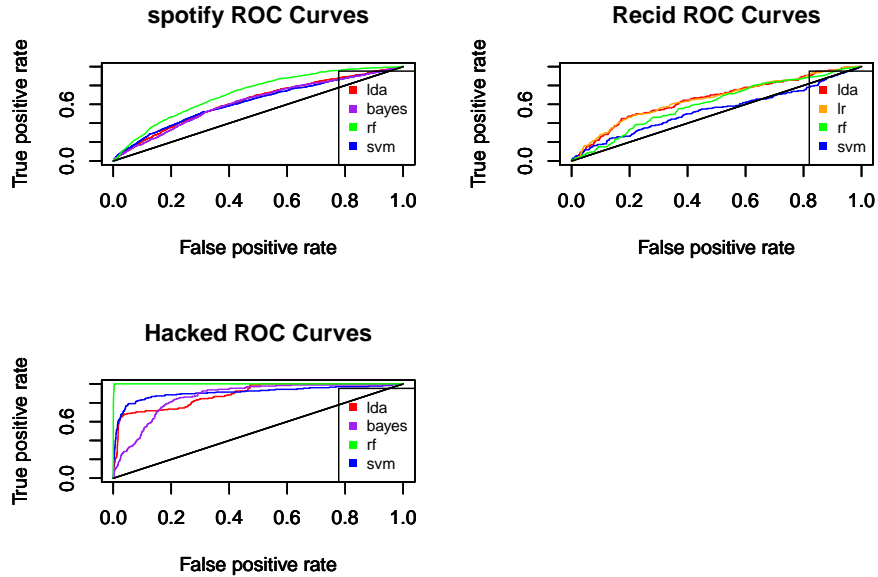 spotify ROC Curves
True positive rate
0.0 0.6
lda
bayes
rf
svm
0.0 0.2 0.4 0.6 0.8 1.0
False positive rate
Recid ROC Curves
True positive rate
0.0 0.6
lda
lr
rf
svm
0.0 0.2 0.4 0.6 0.8 1.0
False positive rate
Hacked ROC Curves
True positive rate
0.0 0.6
lda
bayes
rf
svm
0.0 0.2 0.4 0.6 0.8 1.0
False positive rate